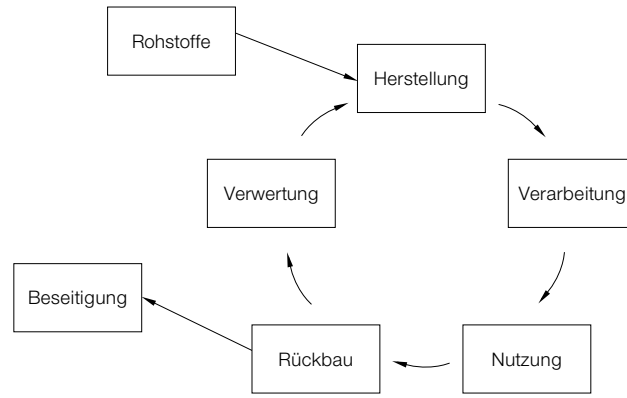 Rohstoffe
Herstellung
Verwertung
Verarbeitung
Beseitigung
Rückbau
Nutzung